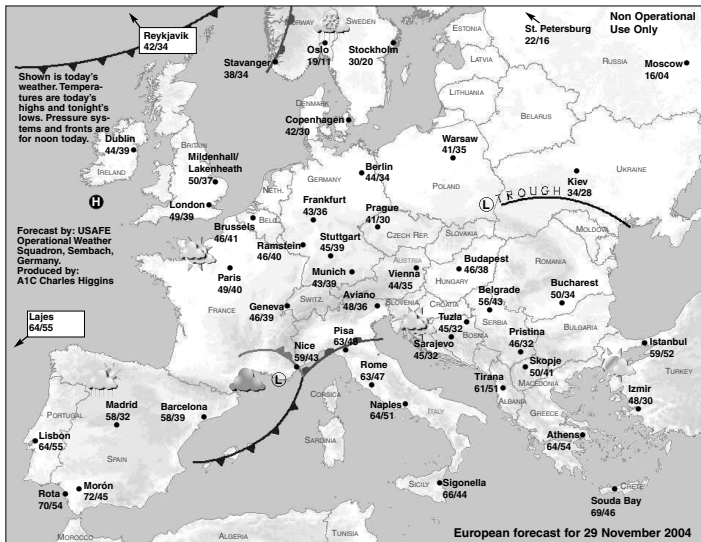 Reykjavik
42/34
St. Petersburg
22/16
Non Operational
Use Only
NORWAY
SWEDEN
ESTONIA
LATVIA
LITHUANIA
RUSSIA
Moscow
16/04
Stavanger
38/34
Oslo
19/11
Stockholm
30/20
Shown is today's
weather. Tempera-
tures are today's
highs and tonight's
lows. Pressure sys-
tems and fronts are
for noon today.
DENMARK
Copenhagen
42/30
BELARUS
Dublin
44/39
IRELAND
BRITAIN
Mildenhall/
Lakenheath
50/37
London
49/39
H
NETH.
GERMANY
Berlin
44/34
Warsaw
41/35
POLAND
L
TROUGH
Kiev
34/28
UKRAINE
Frankfurt
43/36
Prague
41/30
CZECH REP.
SLOVAKIA
MOLDOVA
Brussels
46/41
BELG.
Ramstein
46/40
Stuttgart
45/39
Munich
43/39
AUSTRIA
Vienna
44/35
Budapest
46/38
HUNGARY
ROMANIA
Forecast by: USAFE
Operational Weather
Squadron, Sembach,
Germany.
Produced by:
A1C Charles Higgins
Paris
49/40
FRANCE
Geneva
46/39
SWITZ.
Aviano
48/36
SLOVENIA
CROATIA
Belgrade
56/43
Bucharest
50/34
Lajes
64/55
Nice
59/43
L
Pisa
63/48
Tuzla
45/32
BOSNIA
Sarajevo
45/32
SERBIA
Pristina
46/32
BULGARIA
Istanbul
59/52
TURKEY
CORSICA
Rome
63/47
ITALY
Naples
64/51
Tirana
61/51
ALBANIA
Skopje
50/41
MACEDONIA
GREECE
Izmir
48/30
PORTUGAL
Madrid
58/32
Barcelona
58/39
SPAIN
Lisbon
64/55
SARDINIA
Athens
64/54
Rota
70/54
Morón
72/45
SICILY
Sigonella
66/44
CRETE
Souda Bay
69/46
MOROCCO
ALGERIA
TUNISIA
European forecast for 29 November 2004